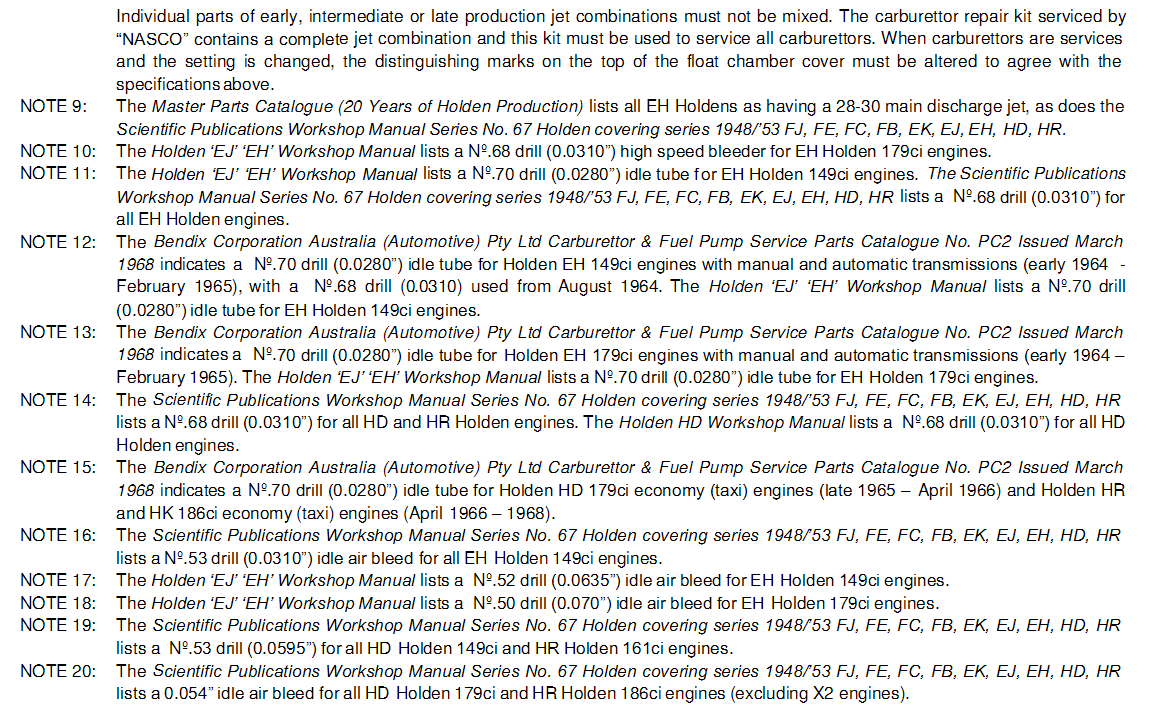 Individual parts of early, intermediate or late production jet combinations must not be mixed. The carburettor repair kit serviced by
“NASCO” contains a complete jet combination and this kit must be used to service all carburettors. When carburettors are services
and the setting is changed, the distinguishing marks on the top of the float chamber cover must be altered to agree with the
specifications above.
NOTE 9: The Master Parts Catalogue (20 Years of Holden Production) lists all EH Holdens as having a 28-30 main discharge jet, as does the
Scientific Publications Workshop Manual Series No. 67 Holden covering series 1948/’53 FJ, FE, FC, FB, EK, EJ, EH, HD, HR.
NOTE 10: The Holden ‘EJ’ ‘EH’ Workshop Manual lists a Nº.68 drill (0.0310”) high speed bleeder for EH Holden 179ci engines.
NOTE 11: The Holden ‘EJ’ ‘EH’ Workshop Manual lists a Nº.70 drill (0.0280”) idle tube for EH Holden 149ci engines. The Scientific Publications
Workshop Manual Series No. 67 Holden covering series 1948/’53 FJ, FE, FC, FB, EK, EJ, EH, HD, HR lists a Nº.68 drill (0.0310”) for
all EH Holden engines.
NOTE 12: The Bendix Corporation Australia (Automotive) Pty Ltd Carburettor & Fuel Pump Service Parts Catalogue No. PC2 Issued March
1968 indicates a Nº.70 drill (0.0280”) idle tube for Holden EH 149ci engines with manual and automatic transmissions (early 1964 -
February 1965), with a Nº.68 drill (0.0310) used from August 1964. The Holden ‘EJ’ ‘EH’ Workshop Manual lists a Nº.70 drill
(0.0280”) idle tube for EH Holden 149ci engines.
NOTE 13: The Bendix Corporation Australia (Automotive) Pty Ltd Carburettor & Fuel Pump Service Parts Catalogue No. PC2 Issued March
1968 indicates a Nº.70 drill (0.0280”) idle tube for Holden EH 179ci engines with manual and automatic transmissions (early 1964 –
February 1965). The Holden ‘EJ’ ‘EH’ Workshop Manual lists a Nº.70 drill (0.0280”) idle tube for EH Holden 179ci engines.
NOTE 14: The Scientific Publications Workshop Manual Series No. 67 Holden covering series 1948/’53 FJ, FE, FC, FB, EK, EJ, EH, HD, HR
lists a Nº.68 drill (0.0310”) for all HD and HR Holden engines. The Holden HD Workshop Manual lists a Nº.68 drill (0.0310”) for all HD
Holden engines.
NOTE 15: The Bendix Corporation Australia (Automotive) Pty Ltd Carburettor & Fuel Pump Service Parts Catalogue No. PC2 Issued March
1968 indicates a Nº.70 drill (0.0280”) idle tube for Holden HD 179ci economy (taxi) engines (late 1965 – April 1966) and Holden HR
and HK 186ci economy (taxi) engines (April 1966 – 1968).
NOTE 16: The Scientific Publications Workshop Manual Series No. 67 Holden covering series 1948/’53 FJ, FE, FC, FB, EK, EJ, EH, HD, HR
lists a Nº.53 drill (0.0310”) idle air bleed for all EH Holden 149ci engines.
NOTE 17: The Holden ‘EJ’ ‘EH’ Workshop Manual lists a Nº.52 drill (0.0635”) idle air bleed for EH Holden 149ci engines.
NOTE 18: The Holden ‘EJ’ ‘EH’ Workshop Manual lists a Nº.50 drill (0.070”) idle air bleed for EH Holden 179ci engines.
NOTE 19: The Scientific Publications Workshop Manual Series No. 67 Holden covering series 1948/’53 FJ, FE, FC, FB, EK, EJ, EH, HD, HR
lists a Nº.53 drill (0.0595”) for all HD Holden 149ci and HR Holden 161ci engines.
NOTE 20: The Scientific Publications Workshop Manual Series No. 67 Holden covering series 1948/’53 FJ, FE, FC, FB, EK, EJ, EH, HD, HR
lists a 0.054” idle air bleed for all HD Holden 179ci and HR Holden 186ci engines (excluding X2 engines).